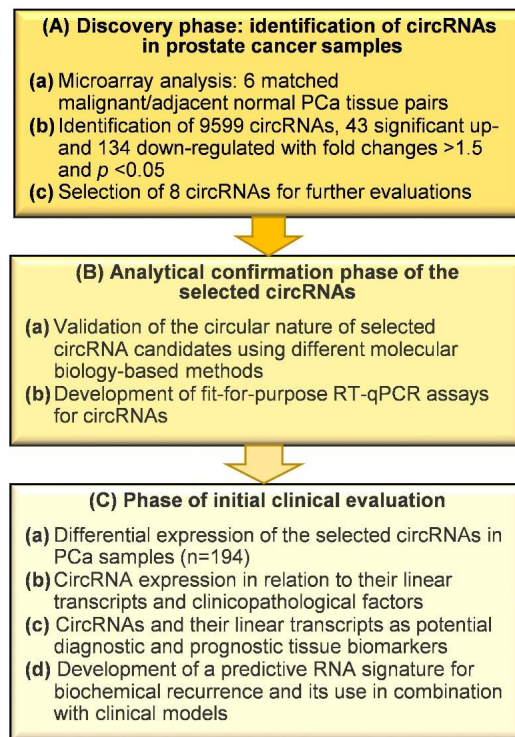 (A) Discovery phase: identification of circRNAs
in prostate cancer samples
(a) Microarray analysis: 6 matched
malignant/adjacent normal PCa tissue pairs
(b) Identification of 9599 circRNAs, 43 significant up-
and 134 down-regulated with fold changes >1.5
and p <0.05
(c) Selection of 8 circRNAs for further evaluations
(B) Analytical confirmation phase of the
selected circRNAs
(a) Validation of the circular nature of selected
circRNA candidates using different molecular
biology-based methods
(b) Development of fit-for-purpose RT-qPCR assays
for circRNAs
(C) Phase of initial clinical evaluation
(a) Differential expression of the selected circRNAs in
PCa samples (n=194)
(b) CircRNA expression in relation to their linear
transcripts and clinicopathological factors
(c) CircRNAs and their linear transcripts as potential
diagnostic and prognostic tissue biomarkers
(d) Development of a predictive RNA signature for
biochemical recurrence and its use in combination
with clinical models